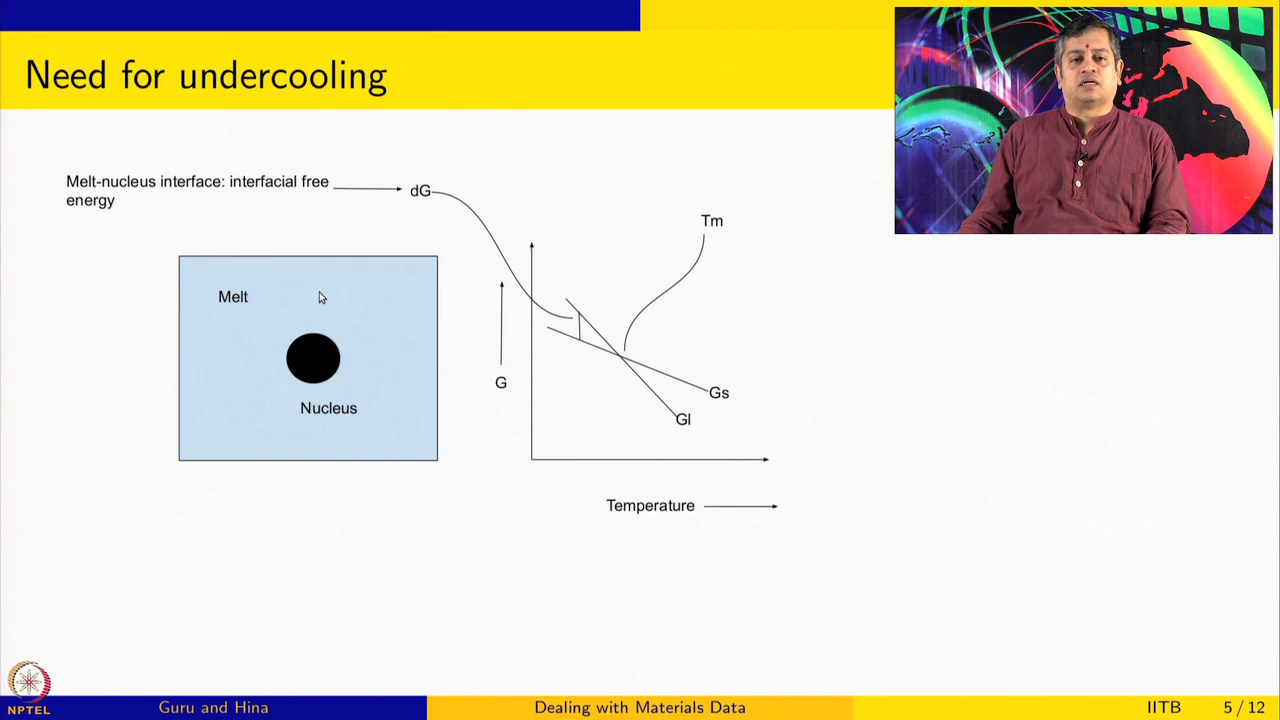 Need for undercooling
Melt-nucleus interface: interfacial free
energy
dG
Tm
Melt
Nucleus
G
Gs
Gl
Temperature
NPTEL
Guru and Hina
Dealing with Materials Data
IITB
5 / 12